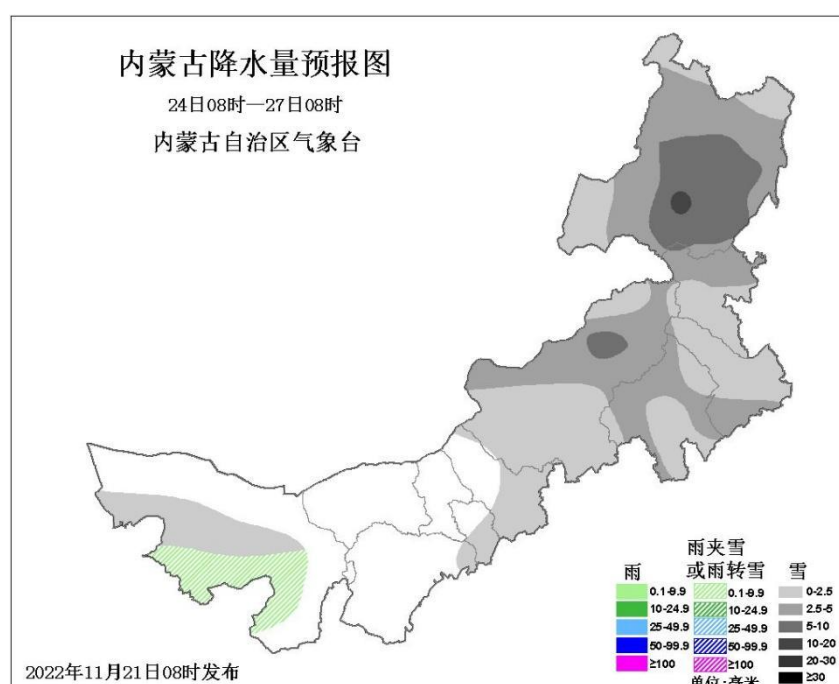 内蒙古降水量预报图
24日08时—27日08时
内蒙古自治区气象台
雨
0.1-9.9
10-24.9
25-49.9
50-99.9
≥100
雨夹雪
或雨转雪
0.1-9.9
10-24.9
25-49.9
50-99.9
≥100
雪
0-2.5
2.5-5
5-10
10-20
20-30
≥30
单位:毫米
2022年11月21日08时发布